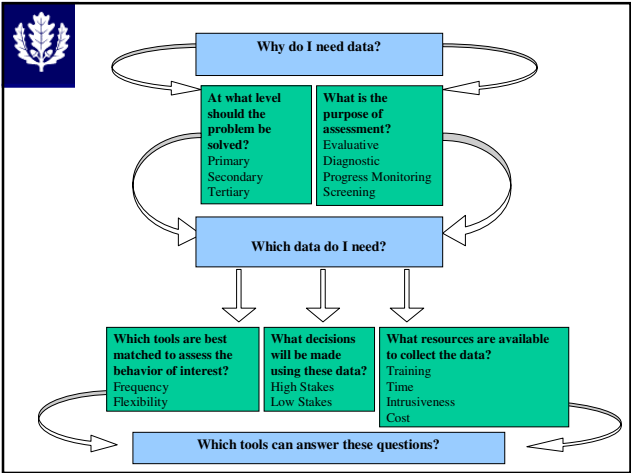 Why do I need data?
At what level
should the
problem be
solved?
Primary
Secondary
Tertiary
What is the
purpose of
assessment?
Evaluative
Diagnostic
Progress Monitoring
Screening
Which data do I need?
Which tools are best
matched to assess the
behavior of interest?
Frequency
Flexibility
What decisions
will be made
using these data?
High Stakes
Low Stakes
What resources are available
to collect the data?
Training
Time
Intrusiveness
Cost
Which tools can answer these questions?